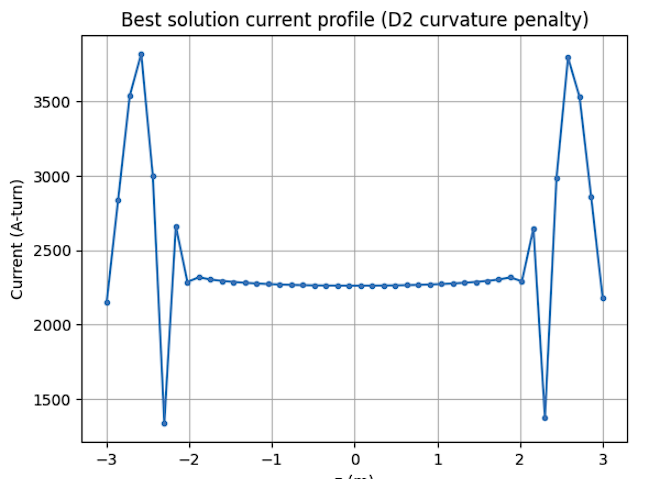 Best solution current profile (D2 curvature penalty)
Current (A-turn)
3500
3000
2500
2000
1500
−3 −2 −1 0 1 2 3
z (m)